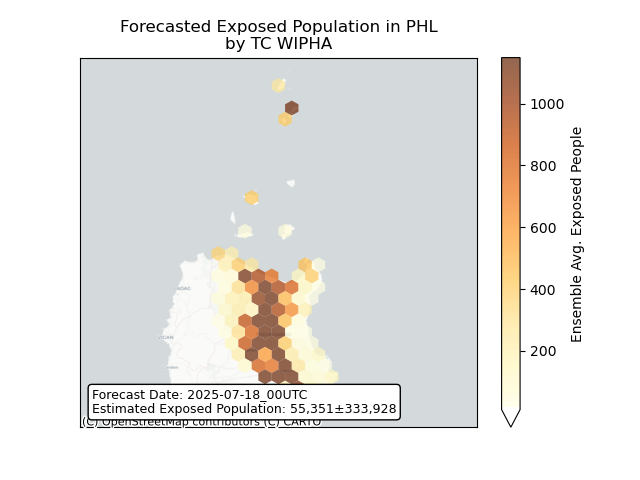 Forecasted Exposed Population in PHL
by TC WIPHA
1000
800
600
400
200
Ensemble Avg. Exposed People
Forecast Date: 2025-07-18_00UTC
Estimated Exposed Population: 55,351±333,928
(C) OpenStreetMap contributors (C) CARTO